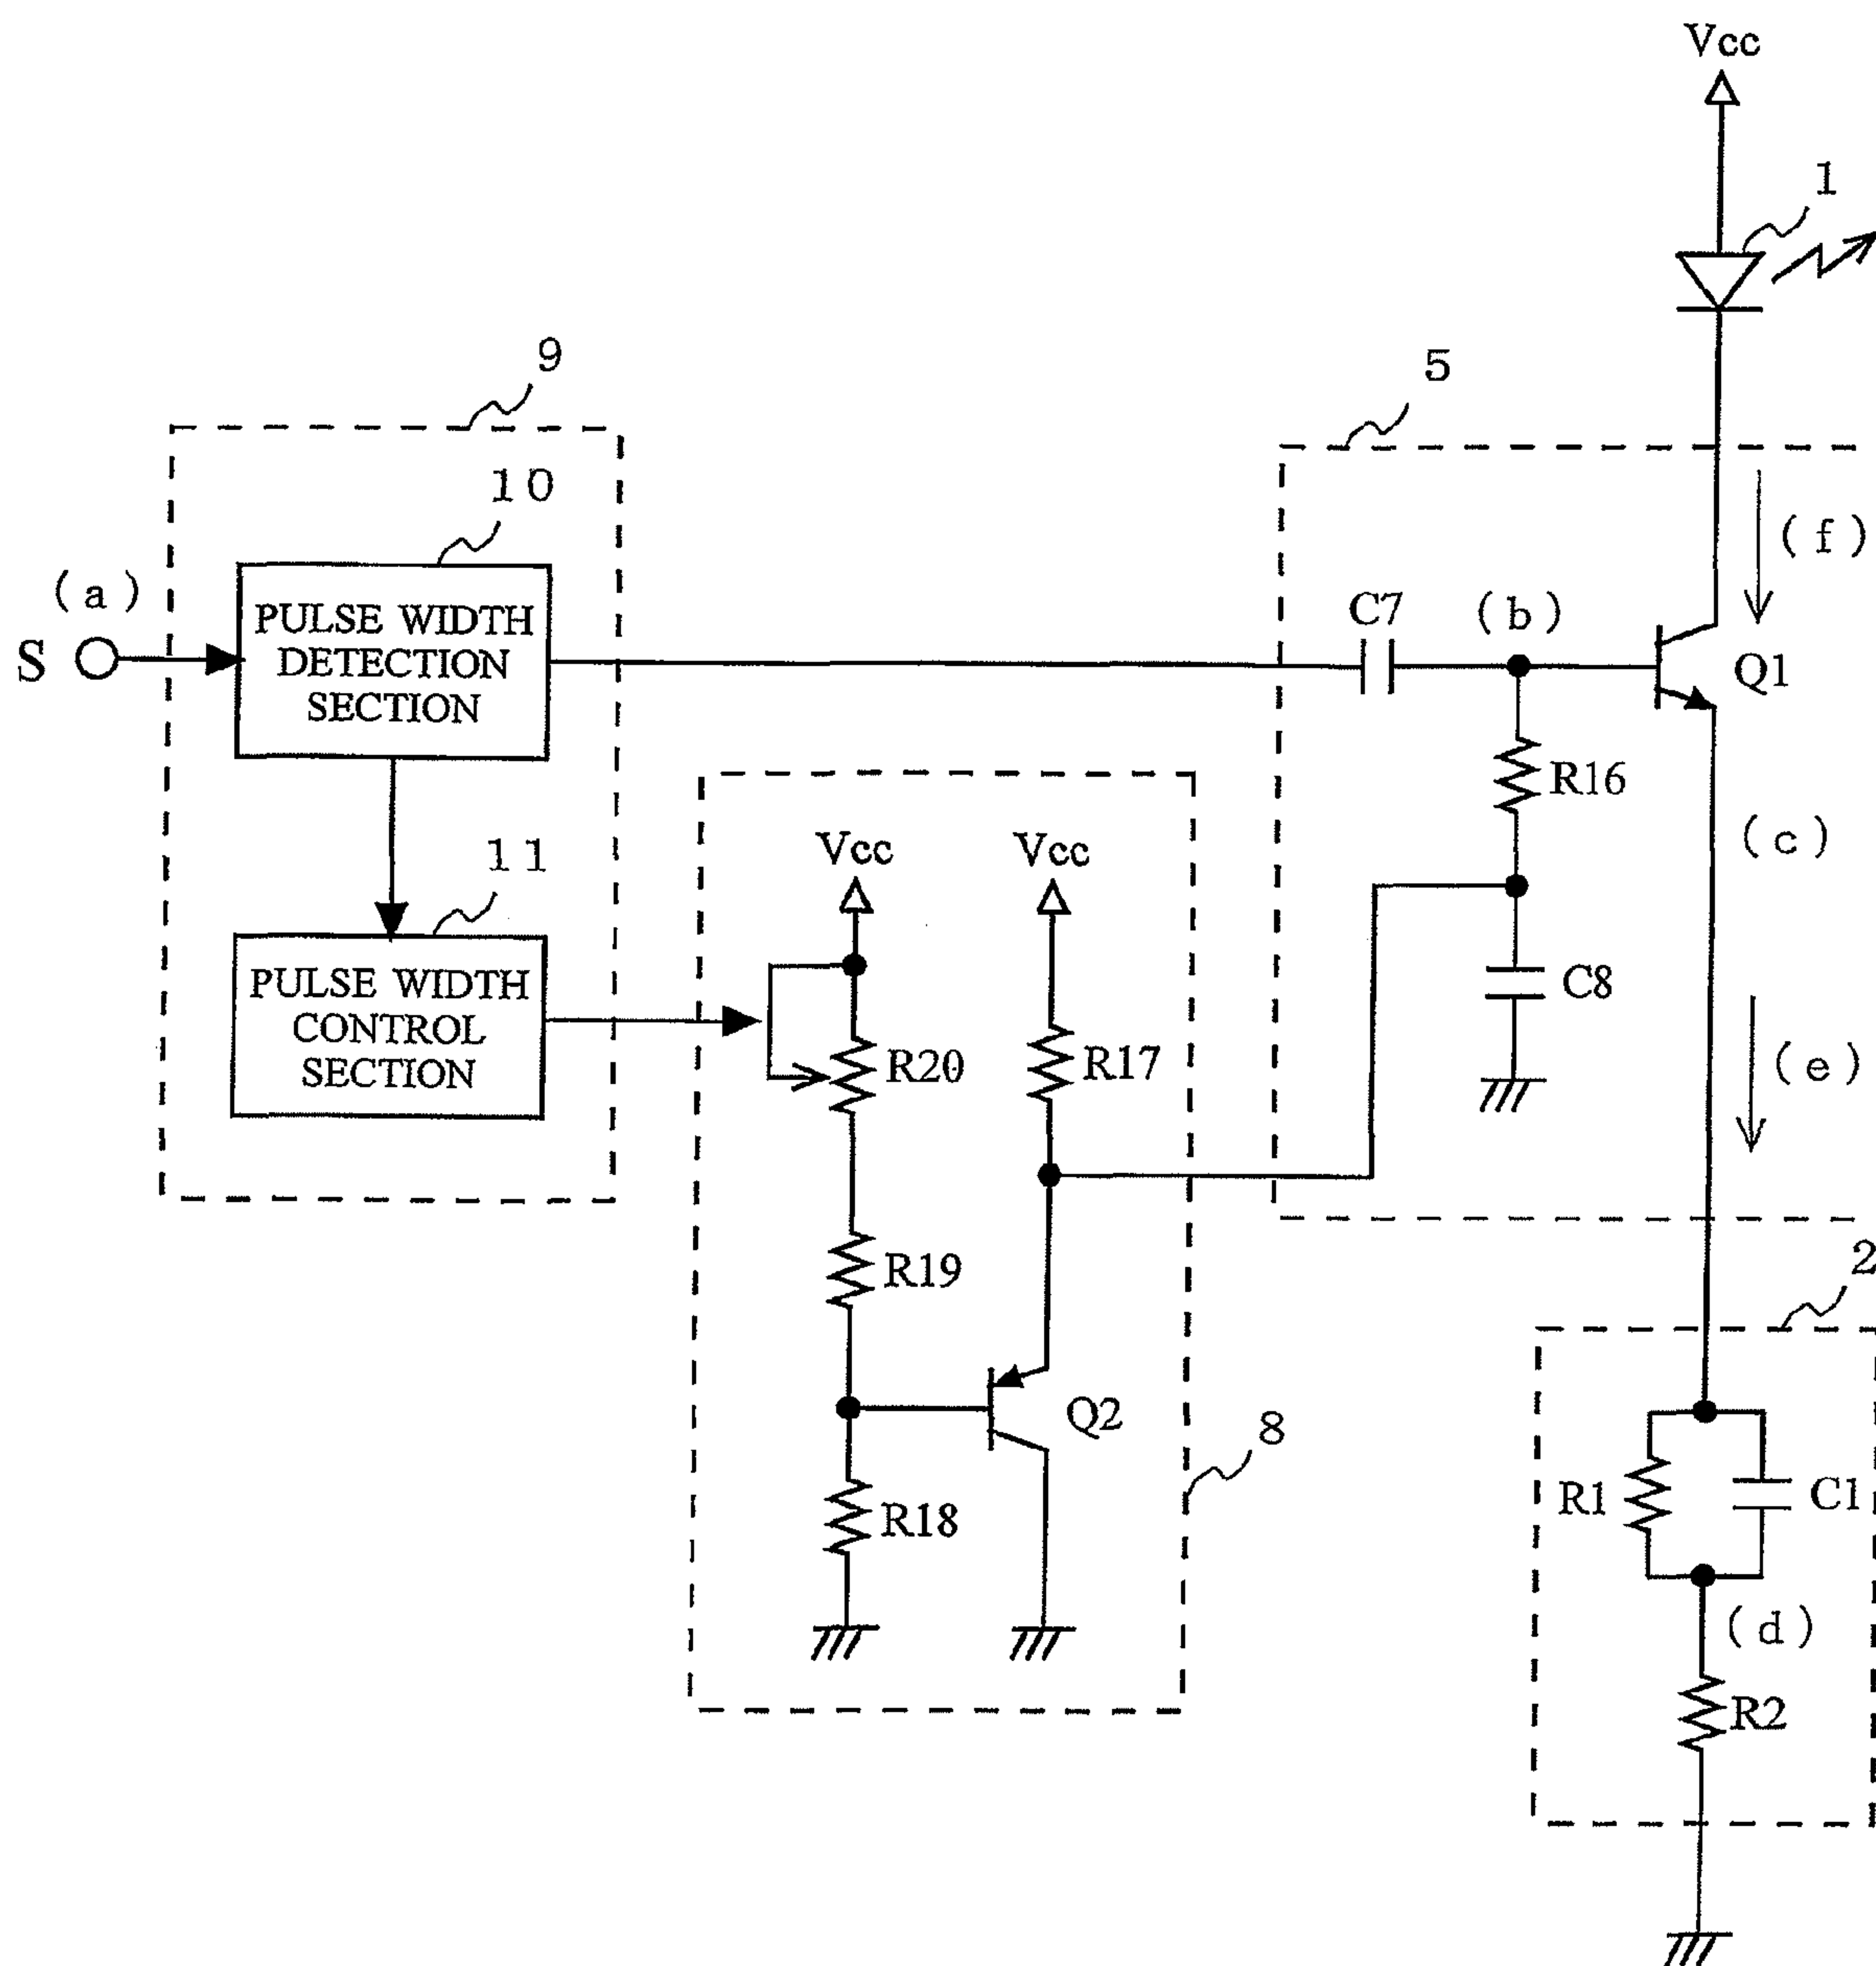 Vcc
1
9
5
10
(f)
(a)
S
PULSE WIDTH
DETECTION
SECTION
C7
(b)
Q1
R16
(c)
11
Vcc
Vcc
PULSE WIDTH
CONTROL
SECTION
C8
R20
R17
(e)
R19
2
Q2
8
R1
C1
R18
(d)
R2